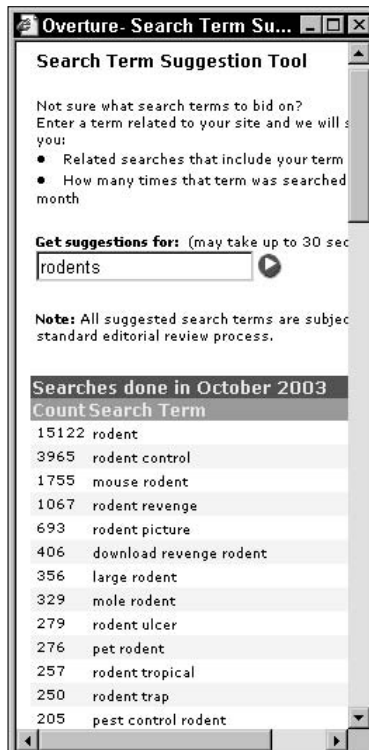 Overture- Search Term Su...
Search Term Suggestion Tool
Not sure what search terms to bid on?
Enter a term related to your site and we will s
you:
● Related searches that include your term
● How many times that term was searched
month
Get suggestions for: (may take up to 30 sec
rodents
Note: All suggested search terms are subjec
standard editorial review process.
Searches done in October 2003
Count Search Term
15122 rodent
3965 rodent control
1755 mouse rodent
1067 rodent revenge
693 rodent picture
406 download revenge rodent
356 large rodent
329 mole rodent
279 rodent ulcer
276 pet rodent
257 rodent tropical
250 rodent trap
205 pest control rodent